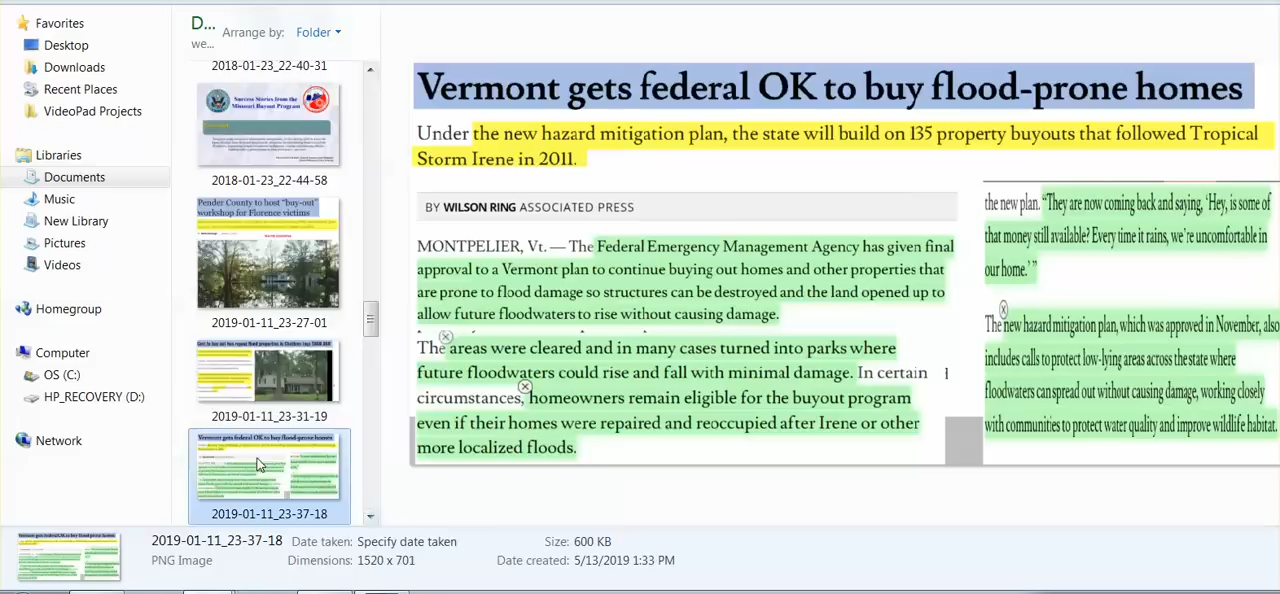 Favorites
Desktop
Downloads
Recent Places
VideoPad Projects
Libraries
Documents
Music
New Library
Pictures
Videos
Homegroup
Computer
OS (C:)
HP_RECOVERY (D:)
Network
D...
we...
Arrange by: Folder
2018-01-23_22-40-31
Success Stories from the
Missouri Buyout Program
2018-01-23_22-44-58
Pender County to host "buy-out"
workshop for Florence victims
2019-01-11_23-27-01
2019-01-11_23-31-19
Vermont gets federal OK to buy flood-prone homes
2019-01-11_23-37-18
Vermont gets federal OK to buy flood-prone homes
Under the new hazard mitigation plan, the state will build on 135 property buyouts that followed Tropical
Storm Irene in 2011.
BY WILSON RING ASSOCIATED PRESS
MONTPELIER, Vt. — The Federal Emergency Management Agency has given final
approval to a Vermont plan to continue buying out homes and other properties that
are prone to flood damage so structures can be destroyed and the land opened up to
allow future floodwaters to rise without causing damage.
The areas were cleared and in many cases turned into parks where
future floodwaters could rise and fall with minimal damage. In certain
circumstances, homeowners remain eligible for the buyout program
even if their homes were repaired and reoccupied after Irene or other
more localized floods.
the new plan. “They are now coming back and saying, ‘Hey, is some of
that money still available? Every time it rains, we're uncomfortable in
our home.’ ”
The new hazard mitigation plan, which was approved in November, also
includes calls to protect low-lying areas across the state where
floodwaters can spread out without causing damage, working closely
with communities to protect water quality and improve wildlife habitat.
2019-01-11_23-37-18
PNG Image
Date taken: Specify date taken
Dimensions: 1520 x 701
Size: 600 KB
Date created: 5/13/2019 1:33 PM